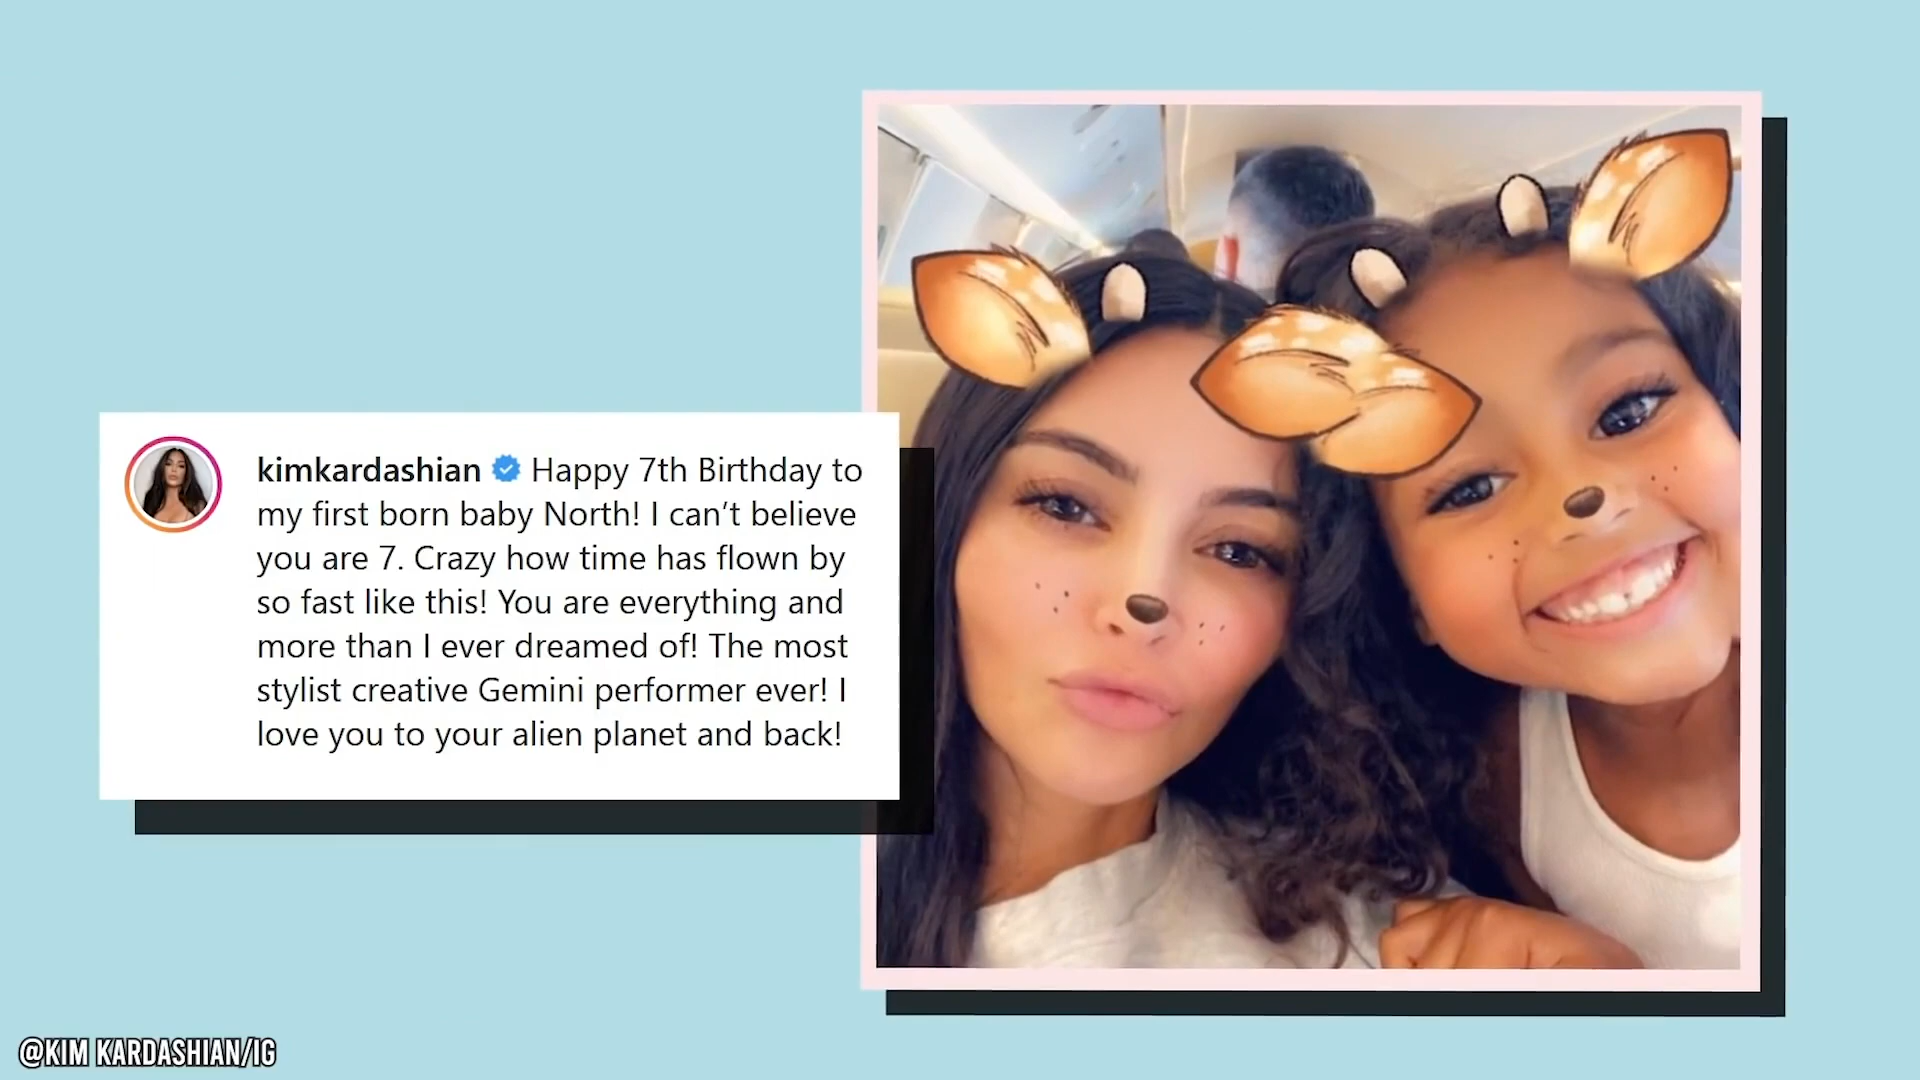 kimkardashian Happy 7th Birthday to
my first born baby North! I can't believe
you are 7. Crazy how time has flown by
so fast like this! You are everything and
more than I ever dreamed of! The most
stylist creative Gemini performer ever! I
love you to your alien planet and back!
@KIM KARDASHIAN/IG